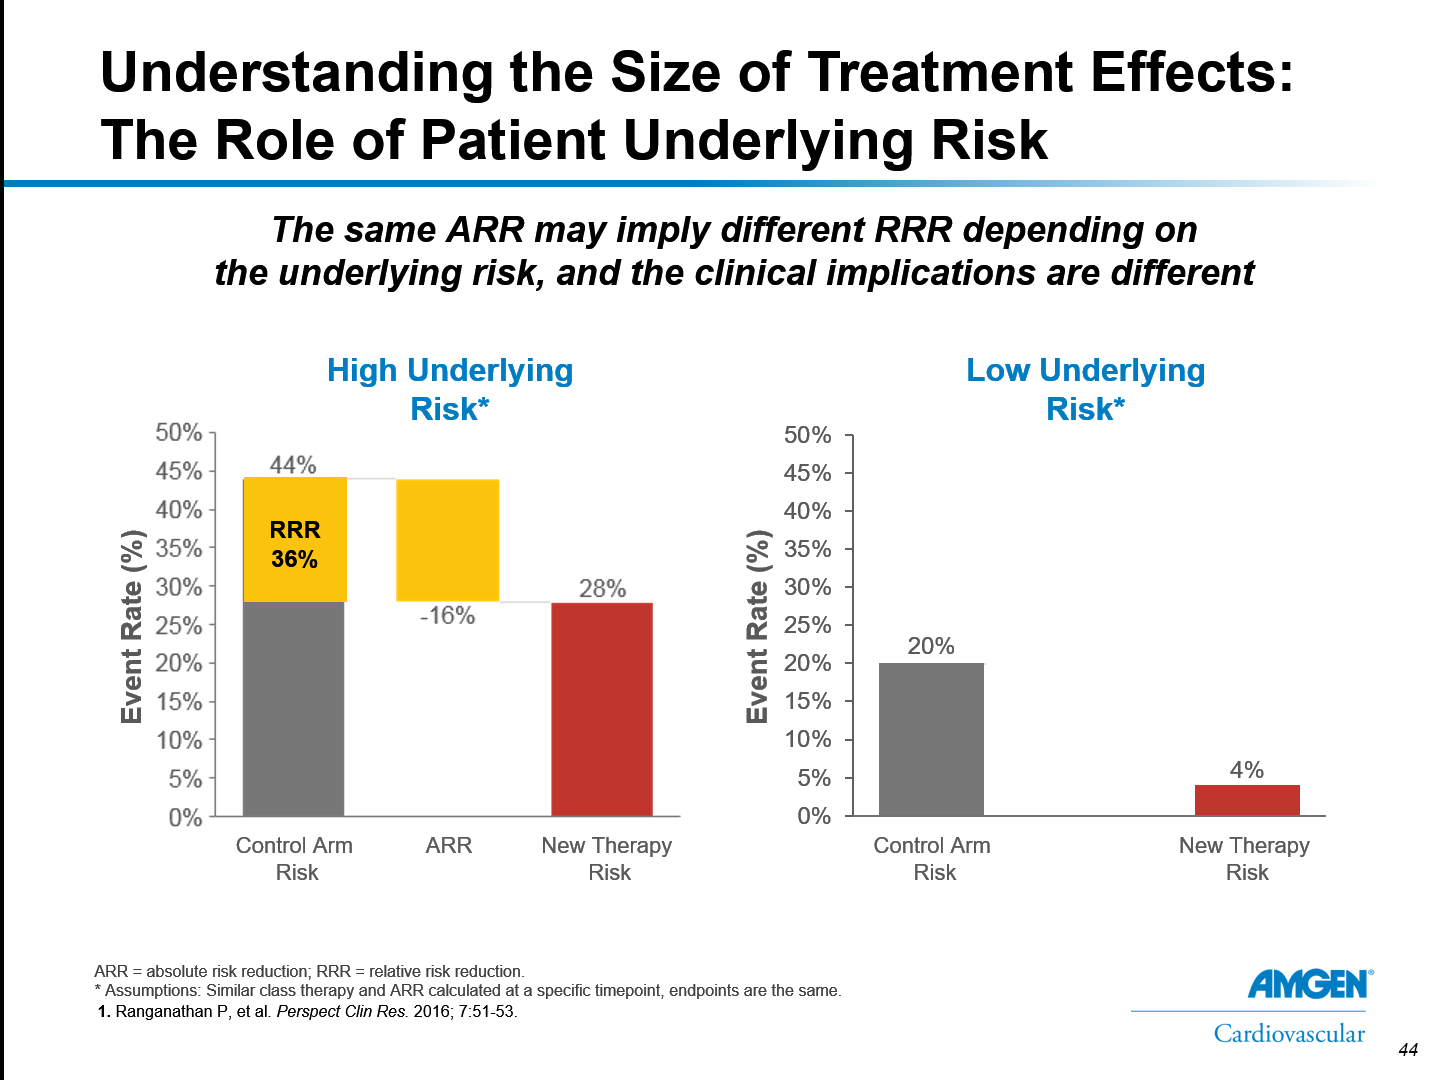 Understanding the Size of Treatment Effects:
The Role of Patient Underlying Risk
The same ARR may imply different RRR depending on
the underlying risk, and the clinical implications are different
High Underlying
Risk*
50%
45%
40%
35%
30%
25%
20%
15%
10%
5%
0%
Event Rate (%)
44%
RRR
36%
-16%
28%
Control Arm
Risk
ARR
New Therapy
Risk
Low Underlying
Risk*
50%
45%
40%
35%
30%
25%
20%
15%
10%
5%
0%
Event Rate (%)
20%
4%
Control Arm
Risk
New Therapy
Risk
ARR = absolute risk reduction; RRR = relative risk reduction.
* Assumptions: Similar class therapy and ARR calculated at a specific timepoint, endpoints are the same.
1. Ranganathan P, et al. Perspect Clin Res. 2016; 7:51-53.
AMGEN®
Cardiovascular
44